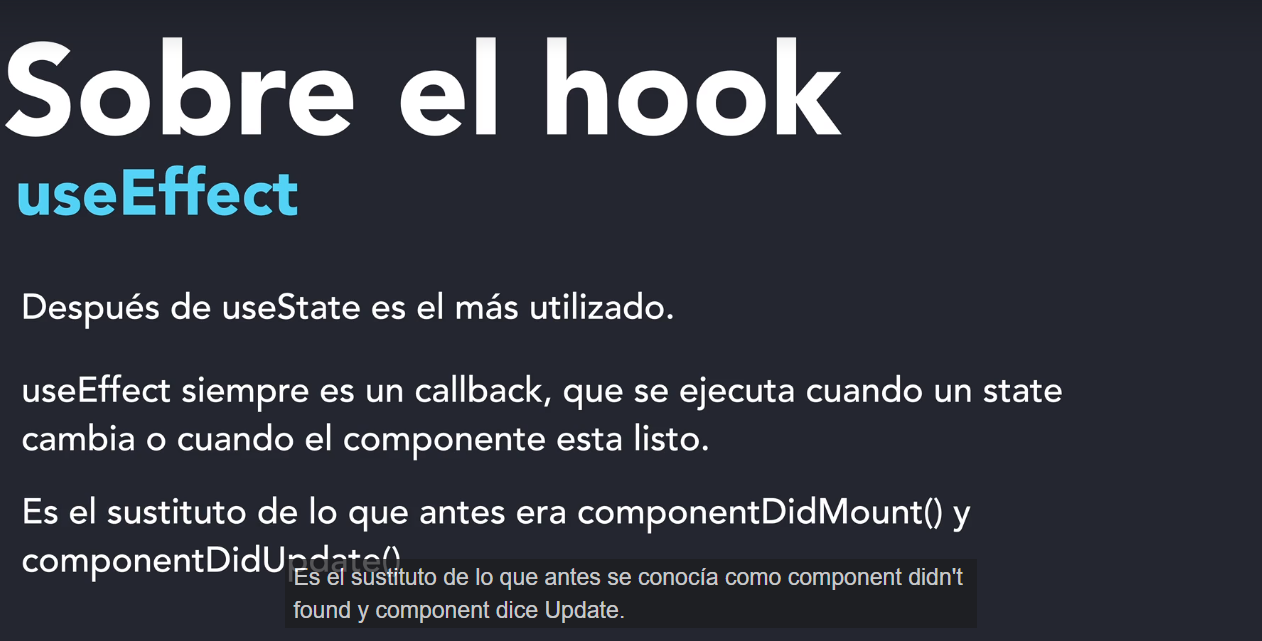 Sobre el hook
useEffect
Después de useState es el más utilizado.
useEffect siempre es un callback, que se ejecuta cuando un state
cambia o cuando el componente esta listo.
Es el sustituto de lo que antes era componentDidMount() y
componentDidUpdate()
Es el sustituto de lo que antes se conocía como component didn't
found y component dice Update.